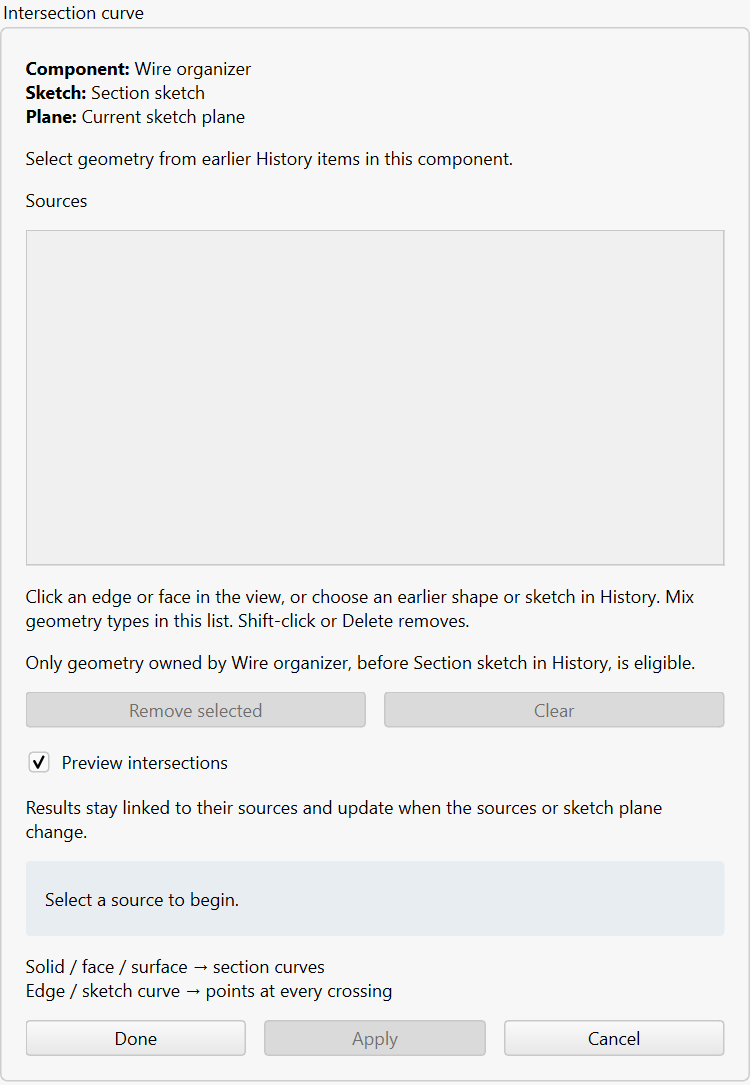 Intersection curve
Component: Wire organizer
Sketch: Section sketch
Plane: Current sketch plane
Select geometry from earlier History items in this component.
Sources
Click an edge or face in the view, or choose an earlier shape or sketch in History. Mix
geometry types in this list. Shift-click or Delete removes.
Only geometry owned by Wire organizer, before Section sketch in History, is eligible.
Remove selected
Clear
Preview intersections
Results stay linked to their sources and update when the sources or sketch plane
change.
Select a source to begin.
Solid / face / surface → section curves
Edge / sketch curve → points at every crossing
Done
Apply
Cancel